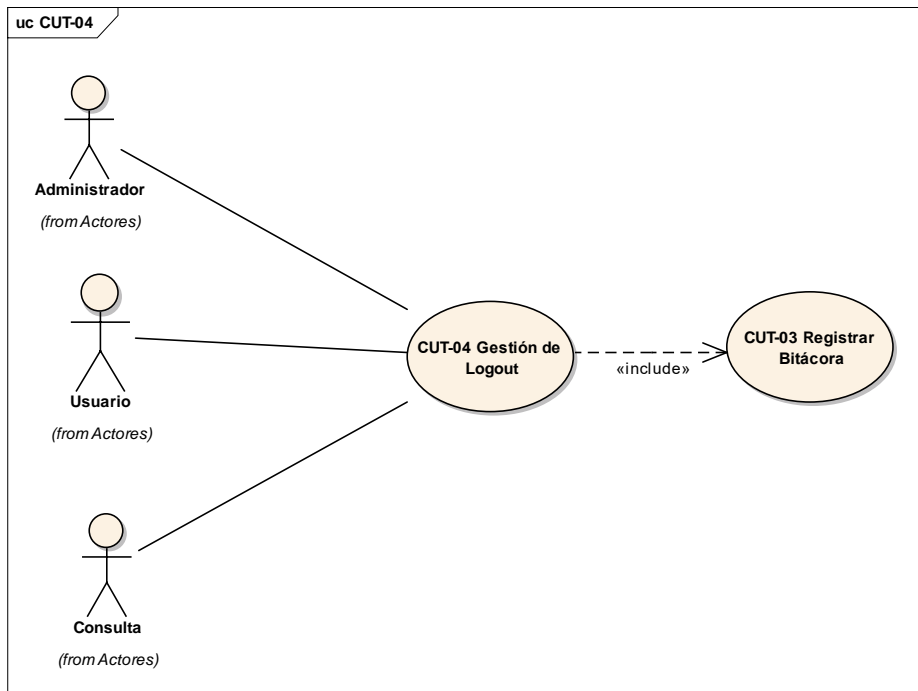 uc CUT-04
Administrador
(from Actores)
Usuario
(from Actores)
Consulta
(from Actores)
CUT-04 Gestión de
Logout
«include»
CUT-03 Registrar
Bitácora